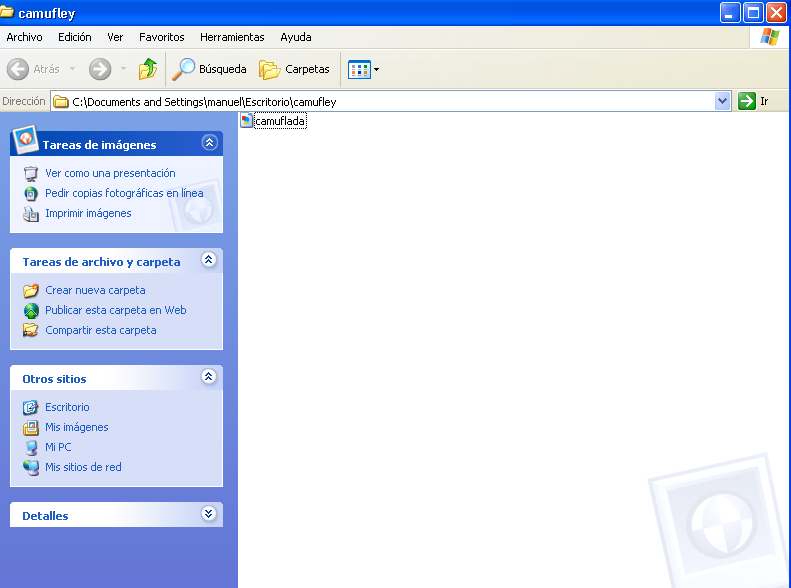 camufley
Archivo Edición Ver Favoritos Herramientas Ayuda
Atrás Búsqueda Carpetas
Dirección C:\Documents and Settings\manuel\Escritorio\camufley Ir
camuflada
Tareas de imágenes
Ver como una presentación
Pedir copias fotográficas en línea
Imprimir imágenes
Tareas de archivo y carpeta
Crear nueva carpeta
Publicar esta carpeta en Web
Compartir esta carpeta
Otros sitios
Escritorio
Mis imágenes
Mi PC
Mis sitios de red
Detalles